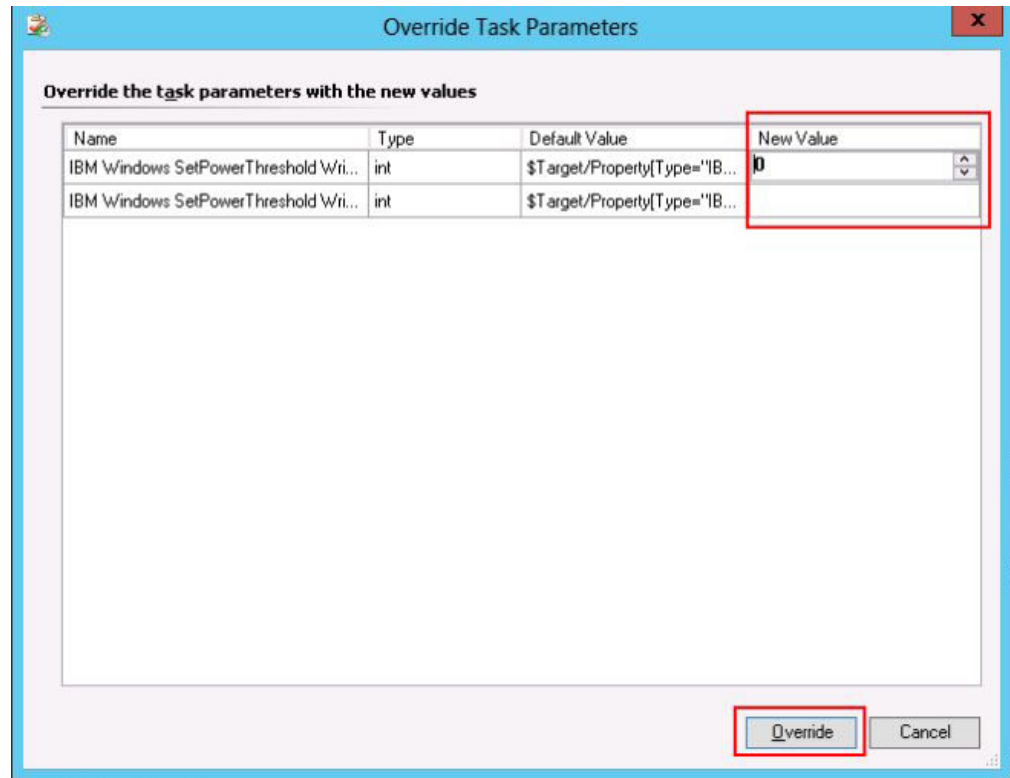 Override Task Parameters
x
Override the task parameters with the new values
Name Type Default Value New Value
IBM Windows SetPowerThreshold Wri... int $Target/Property[Type="IB... 0
IBM Windows SetPowerThreshold Wri... int $Target/Property[Type="IB...
Override Cancel